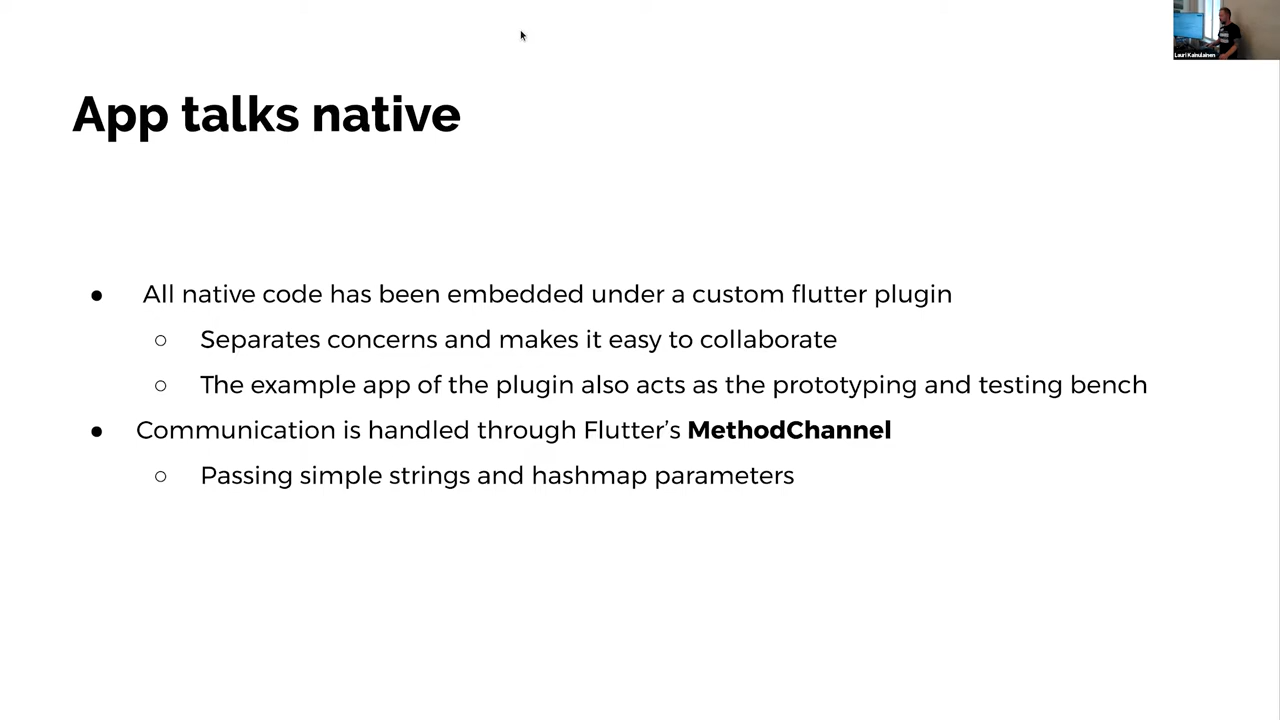 Lauri Kainulainen
App talks native
● All native code has been embedded under a custom flutter plugin
○ Separates concerns and makes it easy to collaborate
○ The example app of the plugin also acts as the prototyping and testing bench
● Communication is handled through Flutter’s MethodChannel
○ Passing simple strings and hashmap parameters